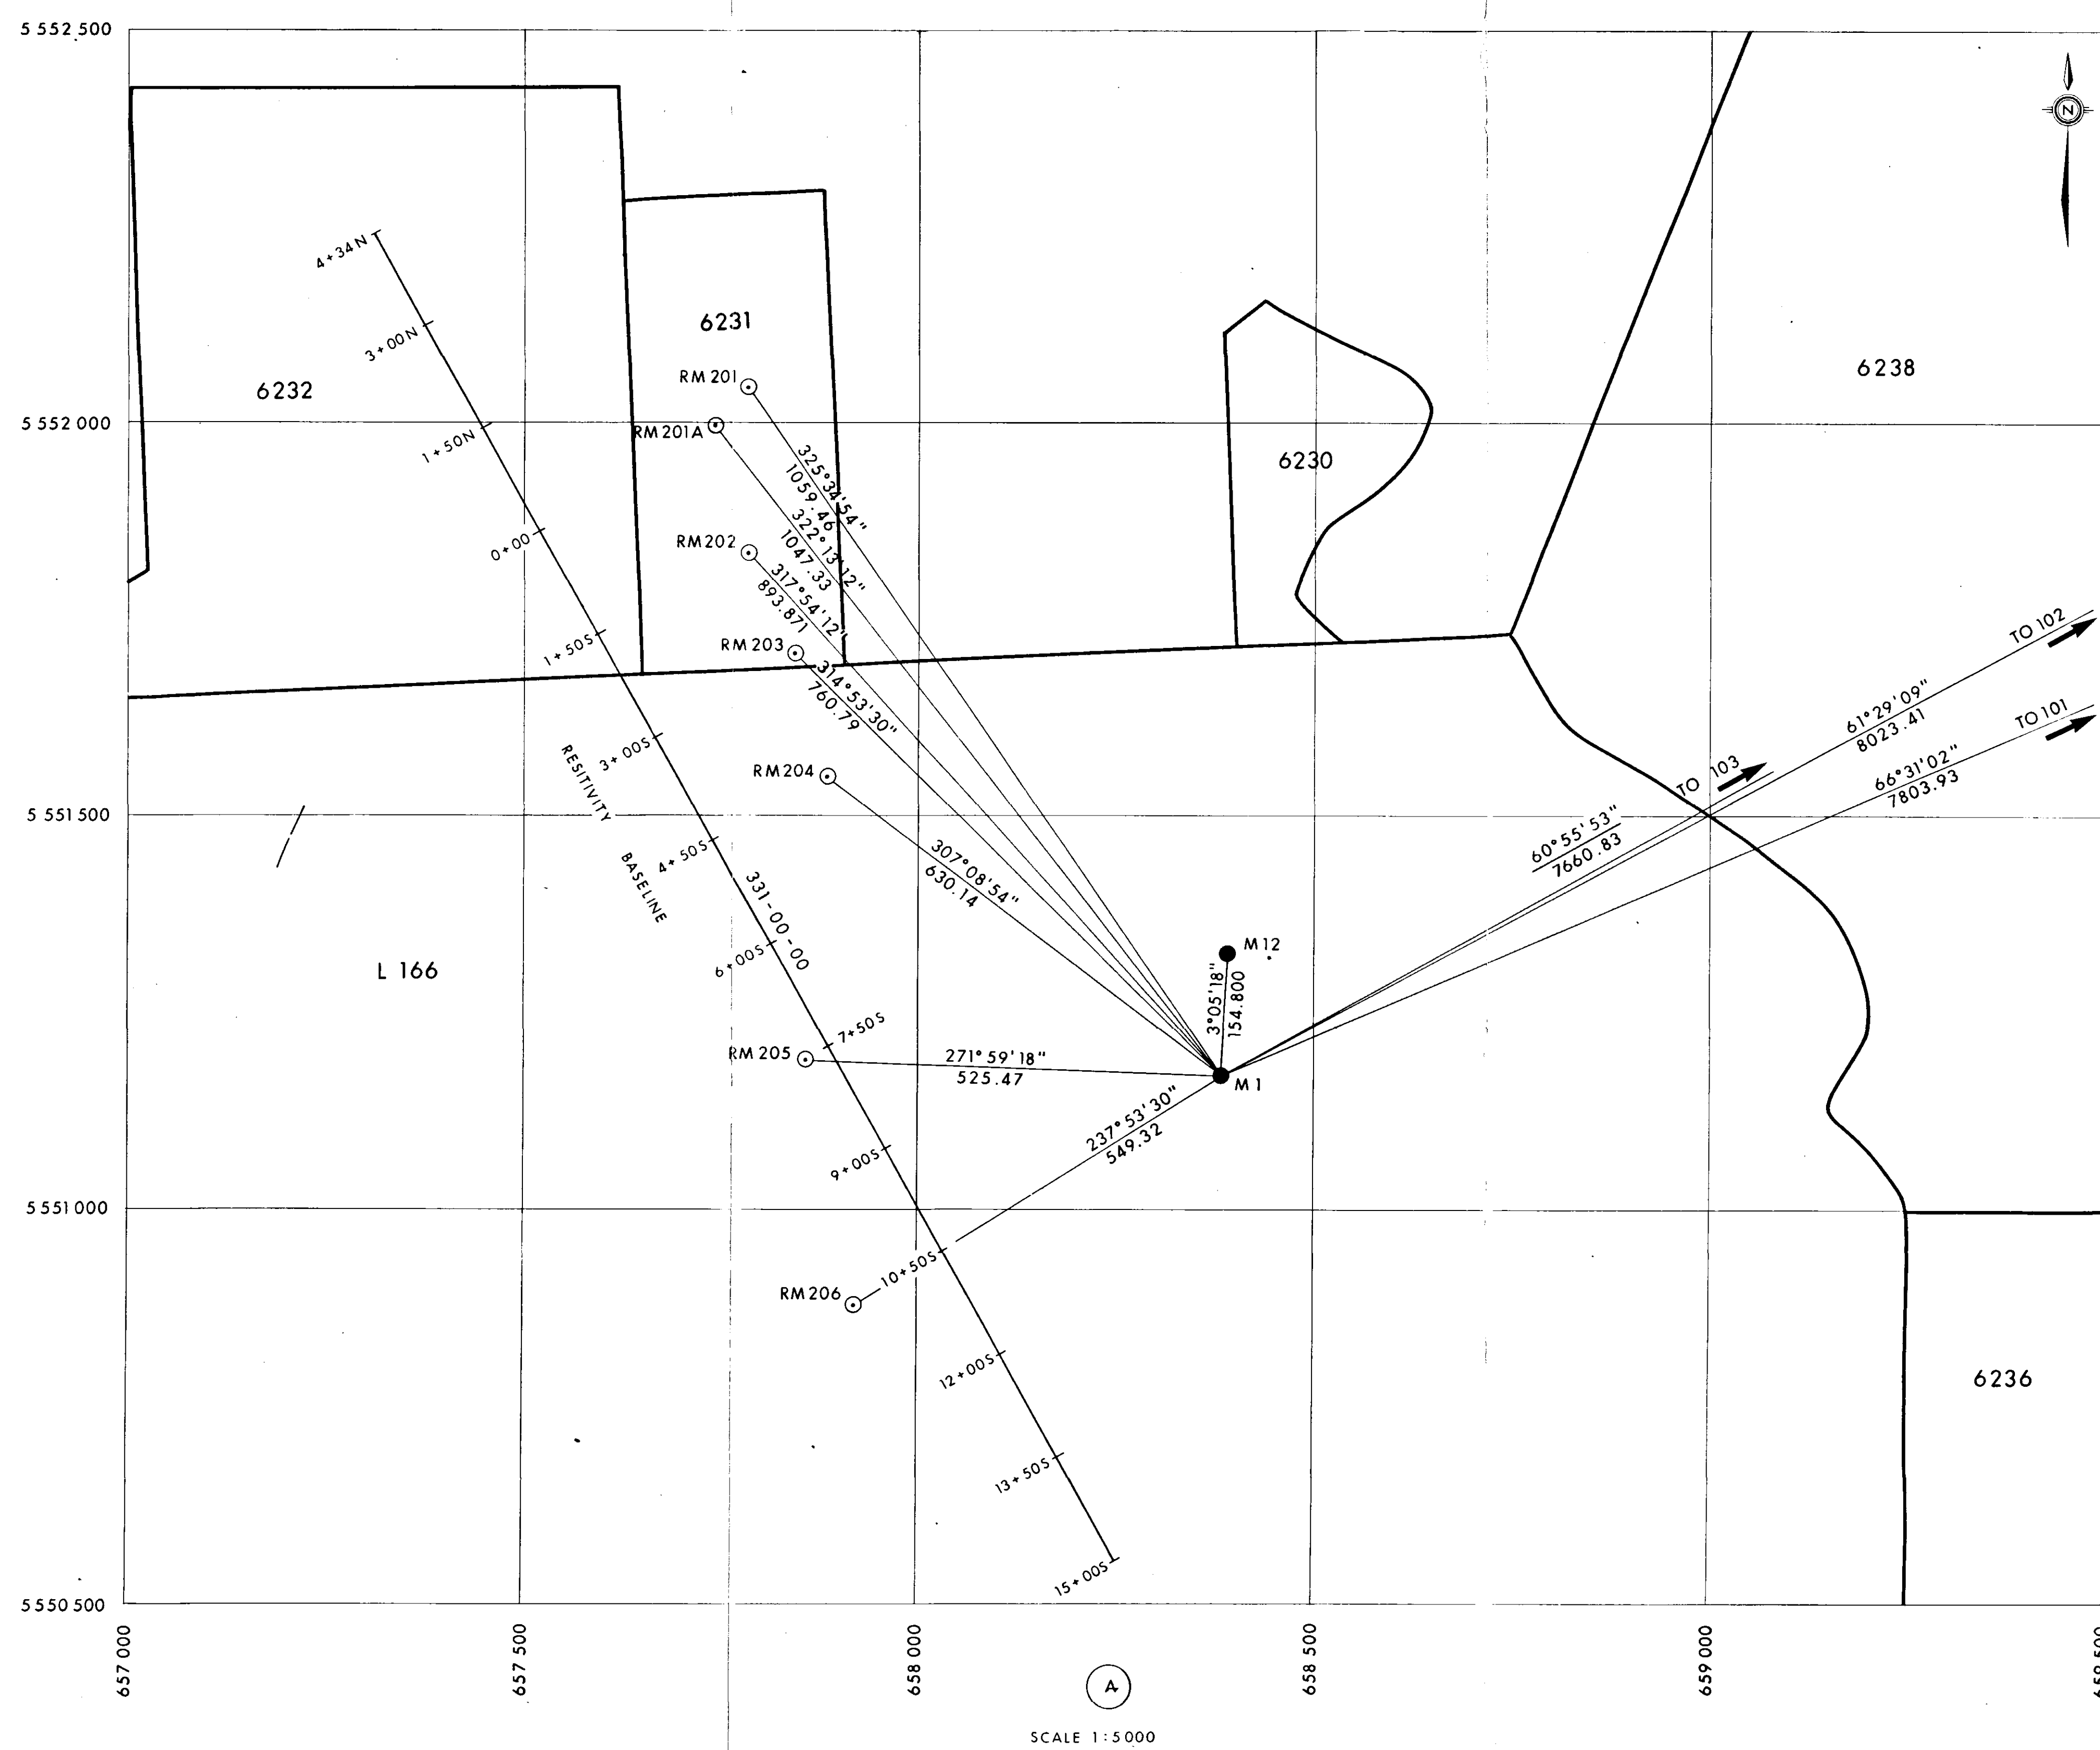 5 552 500
N
4+34N
6231
3+00N
6232
6238
RM 201
5 552 000
RM 201A
1+50N
325°34'54"
1059.46
6230
322°13'12"
1047.33
0+00
RM 202
317°54'12"
893.871
1+50S
RM 203
TO 102
314°53'30"
760.79
61°29'09"
8023.41
TO 101
3+00S
RM 204
TO 103
66°31'02"
7803.93
RESITIVITY BASELINE
5 551 500
60°55'53"
7660.83
4+50S
307°08'54"
630.14
331-00-00
6+00S
M 12
L 166
3°05'18"
154.800
7+50S
RM 205
271°59'18"
525.47
M 1
237°53'30"
549.32
9+00S
5 551 000
10+50S
RM 206
12+00S
6236
13+50S
15+00S
5 550 500
657 000
657 500
658 000
658 500
659 000
A
SCALE 1:5000